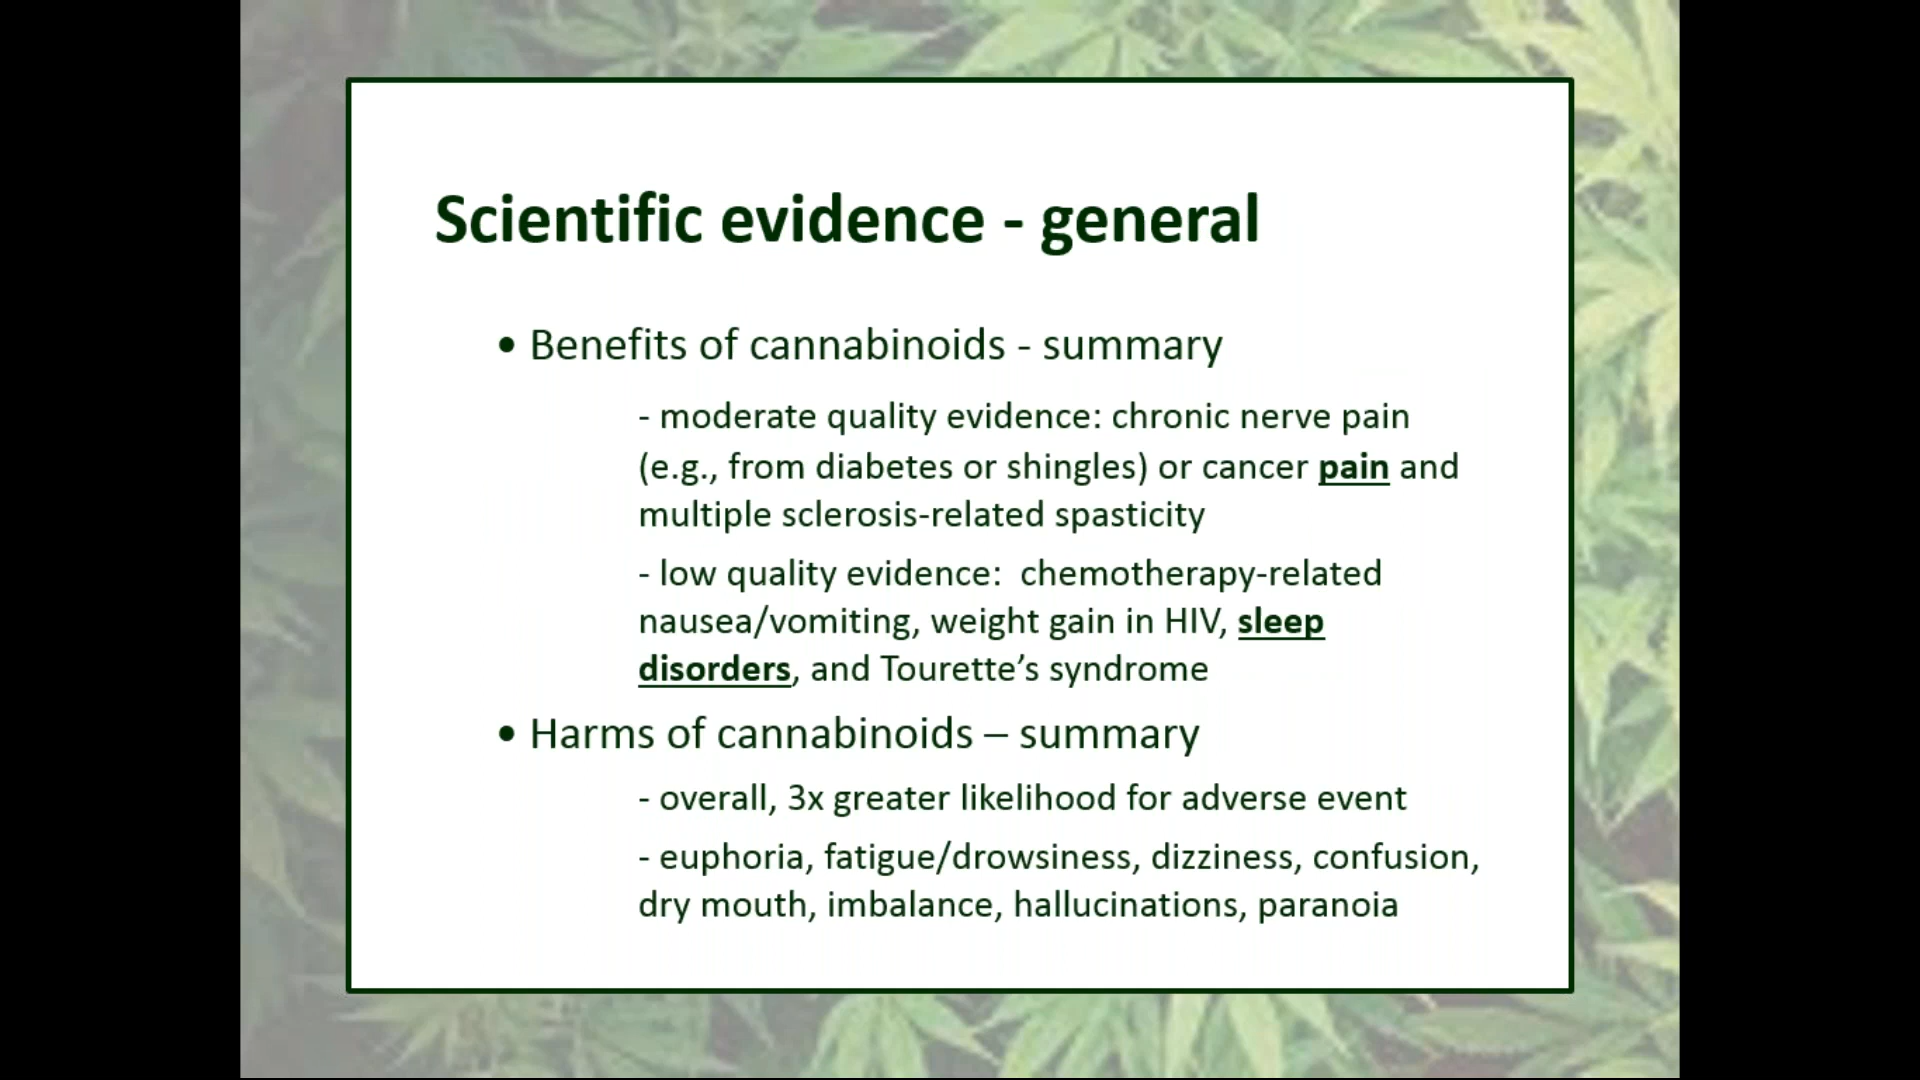 Scientific evidence - general
• Benefits of cannabinoids - summary
- moderate quality evidence: chronic nerve pain
(e.g., from diabetes or shingles) or cancer pain and
multiple sclerosis-related spasticity
- low quality evidence:  chemotherapy-related
nausea/vomiting, weight gain in HIV, sleep
disorders, and Tourette’s syndrome
• Harms of cannabinoids – summary
- overall, 3x greater likelihood for adverse event
- euphoria, fatigue/drowsiness, dizziness, confusion,
dry mouth, imbalance, hallucinations, paranoia